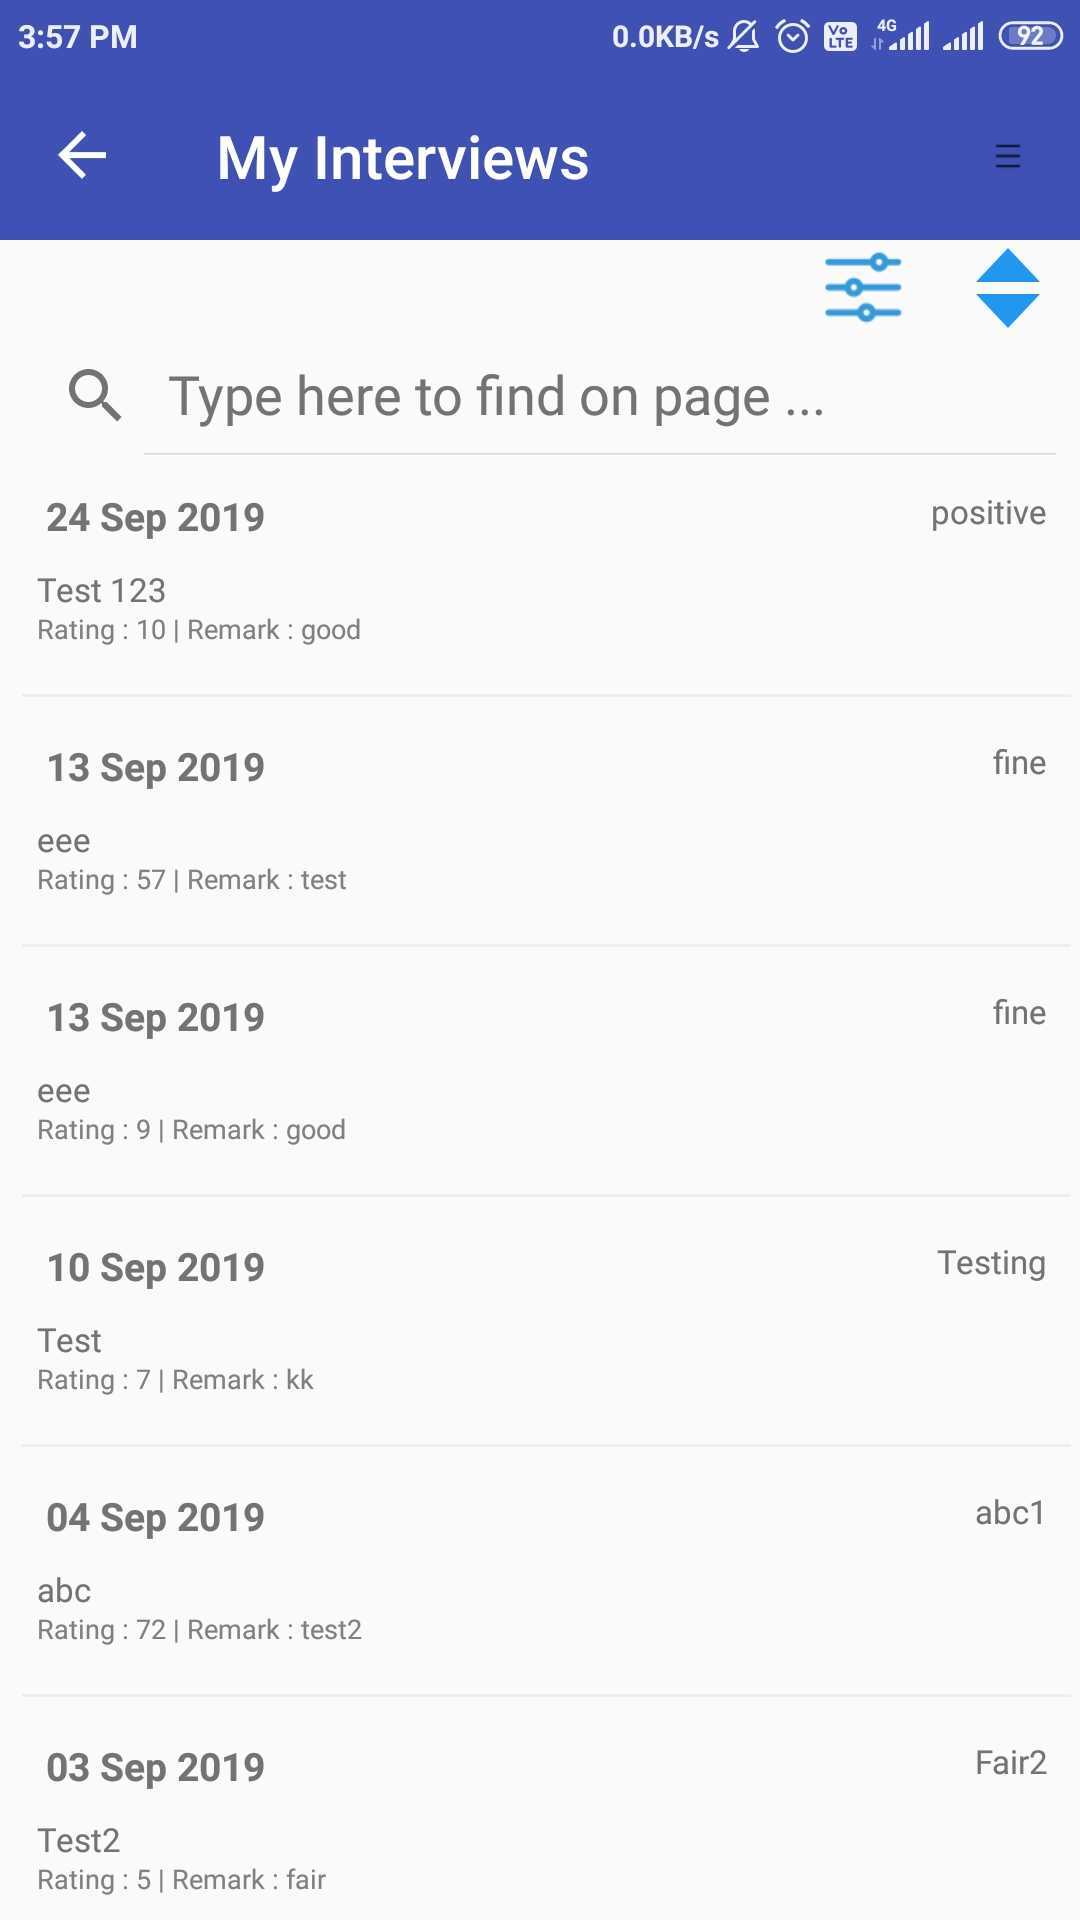 3:57 PM 0.0KB/s Vo LTE 4G 92
My Interviews
Type here to find on page ...
24 Sep 2019 positive
Test 123
Rating : 10 | Remark : good
13 Sep 2019 fine
eee
Rating : 57 | Remark : test
13 Sep 2019 fine
eee
Rating : 9 | Remark : good
10 Sep 2019 Testing
Test
Rating : 7 | Remark : kk
04 Sep 2019 abc1
abc
Rating : 72 | Remark : test2
03 Sep 2019 Fair2
Test2
Rating : 5 | Remark : fair